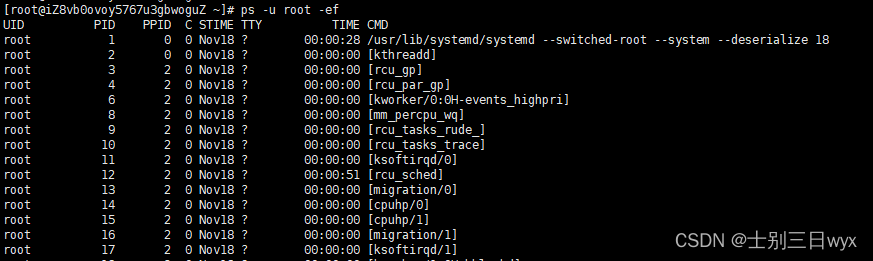 [root@iZ8vb0ovoy5767u3gbwoguZ ~]# ps -u root -ef
UID PID PPID C STIME TTY TIME CMD
root 1 0 0 Nov18 ? 00:00:28 /usr/lib/systemd/systemd --switched-root --system --deserialize 18
root 2 0 0 Nov18 ? 00:00:00 [kthreadd]
root 3 2 0 Nov18 ? 00:00:00 [rcu_gp]
root 4 2 0 Nov18 ? 00:00:00 [rcu_par_gp]
root 6 2 0 Nov18 ? 00:00:00 [kworker/0:0H-events_highpri]
root 8 2 0 Nov18 ? 00:00:00 [mm_percpu_wq]
root 9 2 0 Nov18 ? 00:00:00 [rcu_tasks_rude_]
root 10 2 0 Nov18 ? 00:00:00 [rcu_tasks_trace]
root 11 2 0 Nov18 ? 00:00:00 [ksoftirqd/0]
root 12 2 0 Nov18 ? 00:00:51 [rcu_sched]
root 13 2 0 Nov18 ? 00:00:00 [migration/0]
root 14 2 0 Nov18 ? 00:00:00 [cpuhp/0]
root 15 2 0 Nov18 ? 00:00:00 [cpuhp/1]
root 16 2 0 Nov18 ? 00:00:00 [migration/1]
root 17 2 0 Nov18 ? 00:00:00 [ksoftirqd/1]
CSDN @士别三日wyx